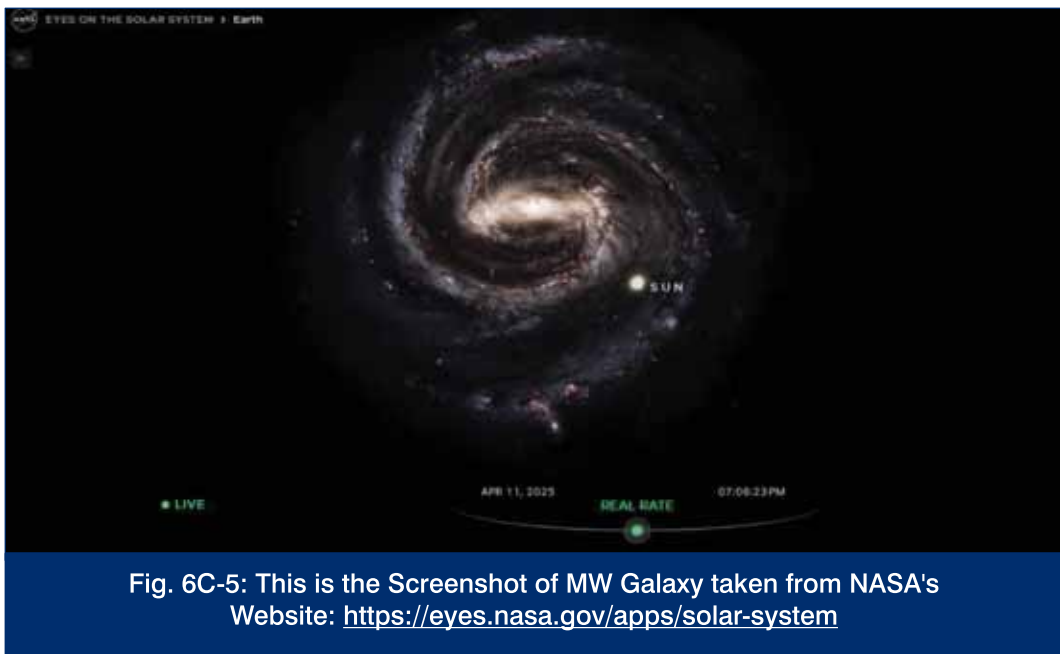 NASA EYES ON THE SOLAR SYSTEM › Earth
SUN
APR 11, 2025 07:06:23PM
LIVE
REAL RATE
Fig. 6C-5: This is the Screenshot of MW Galaxy taken from NASA's
Website: https://eyes.nasa.gov/apps/solar-system